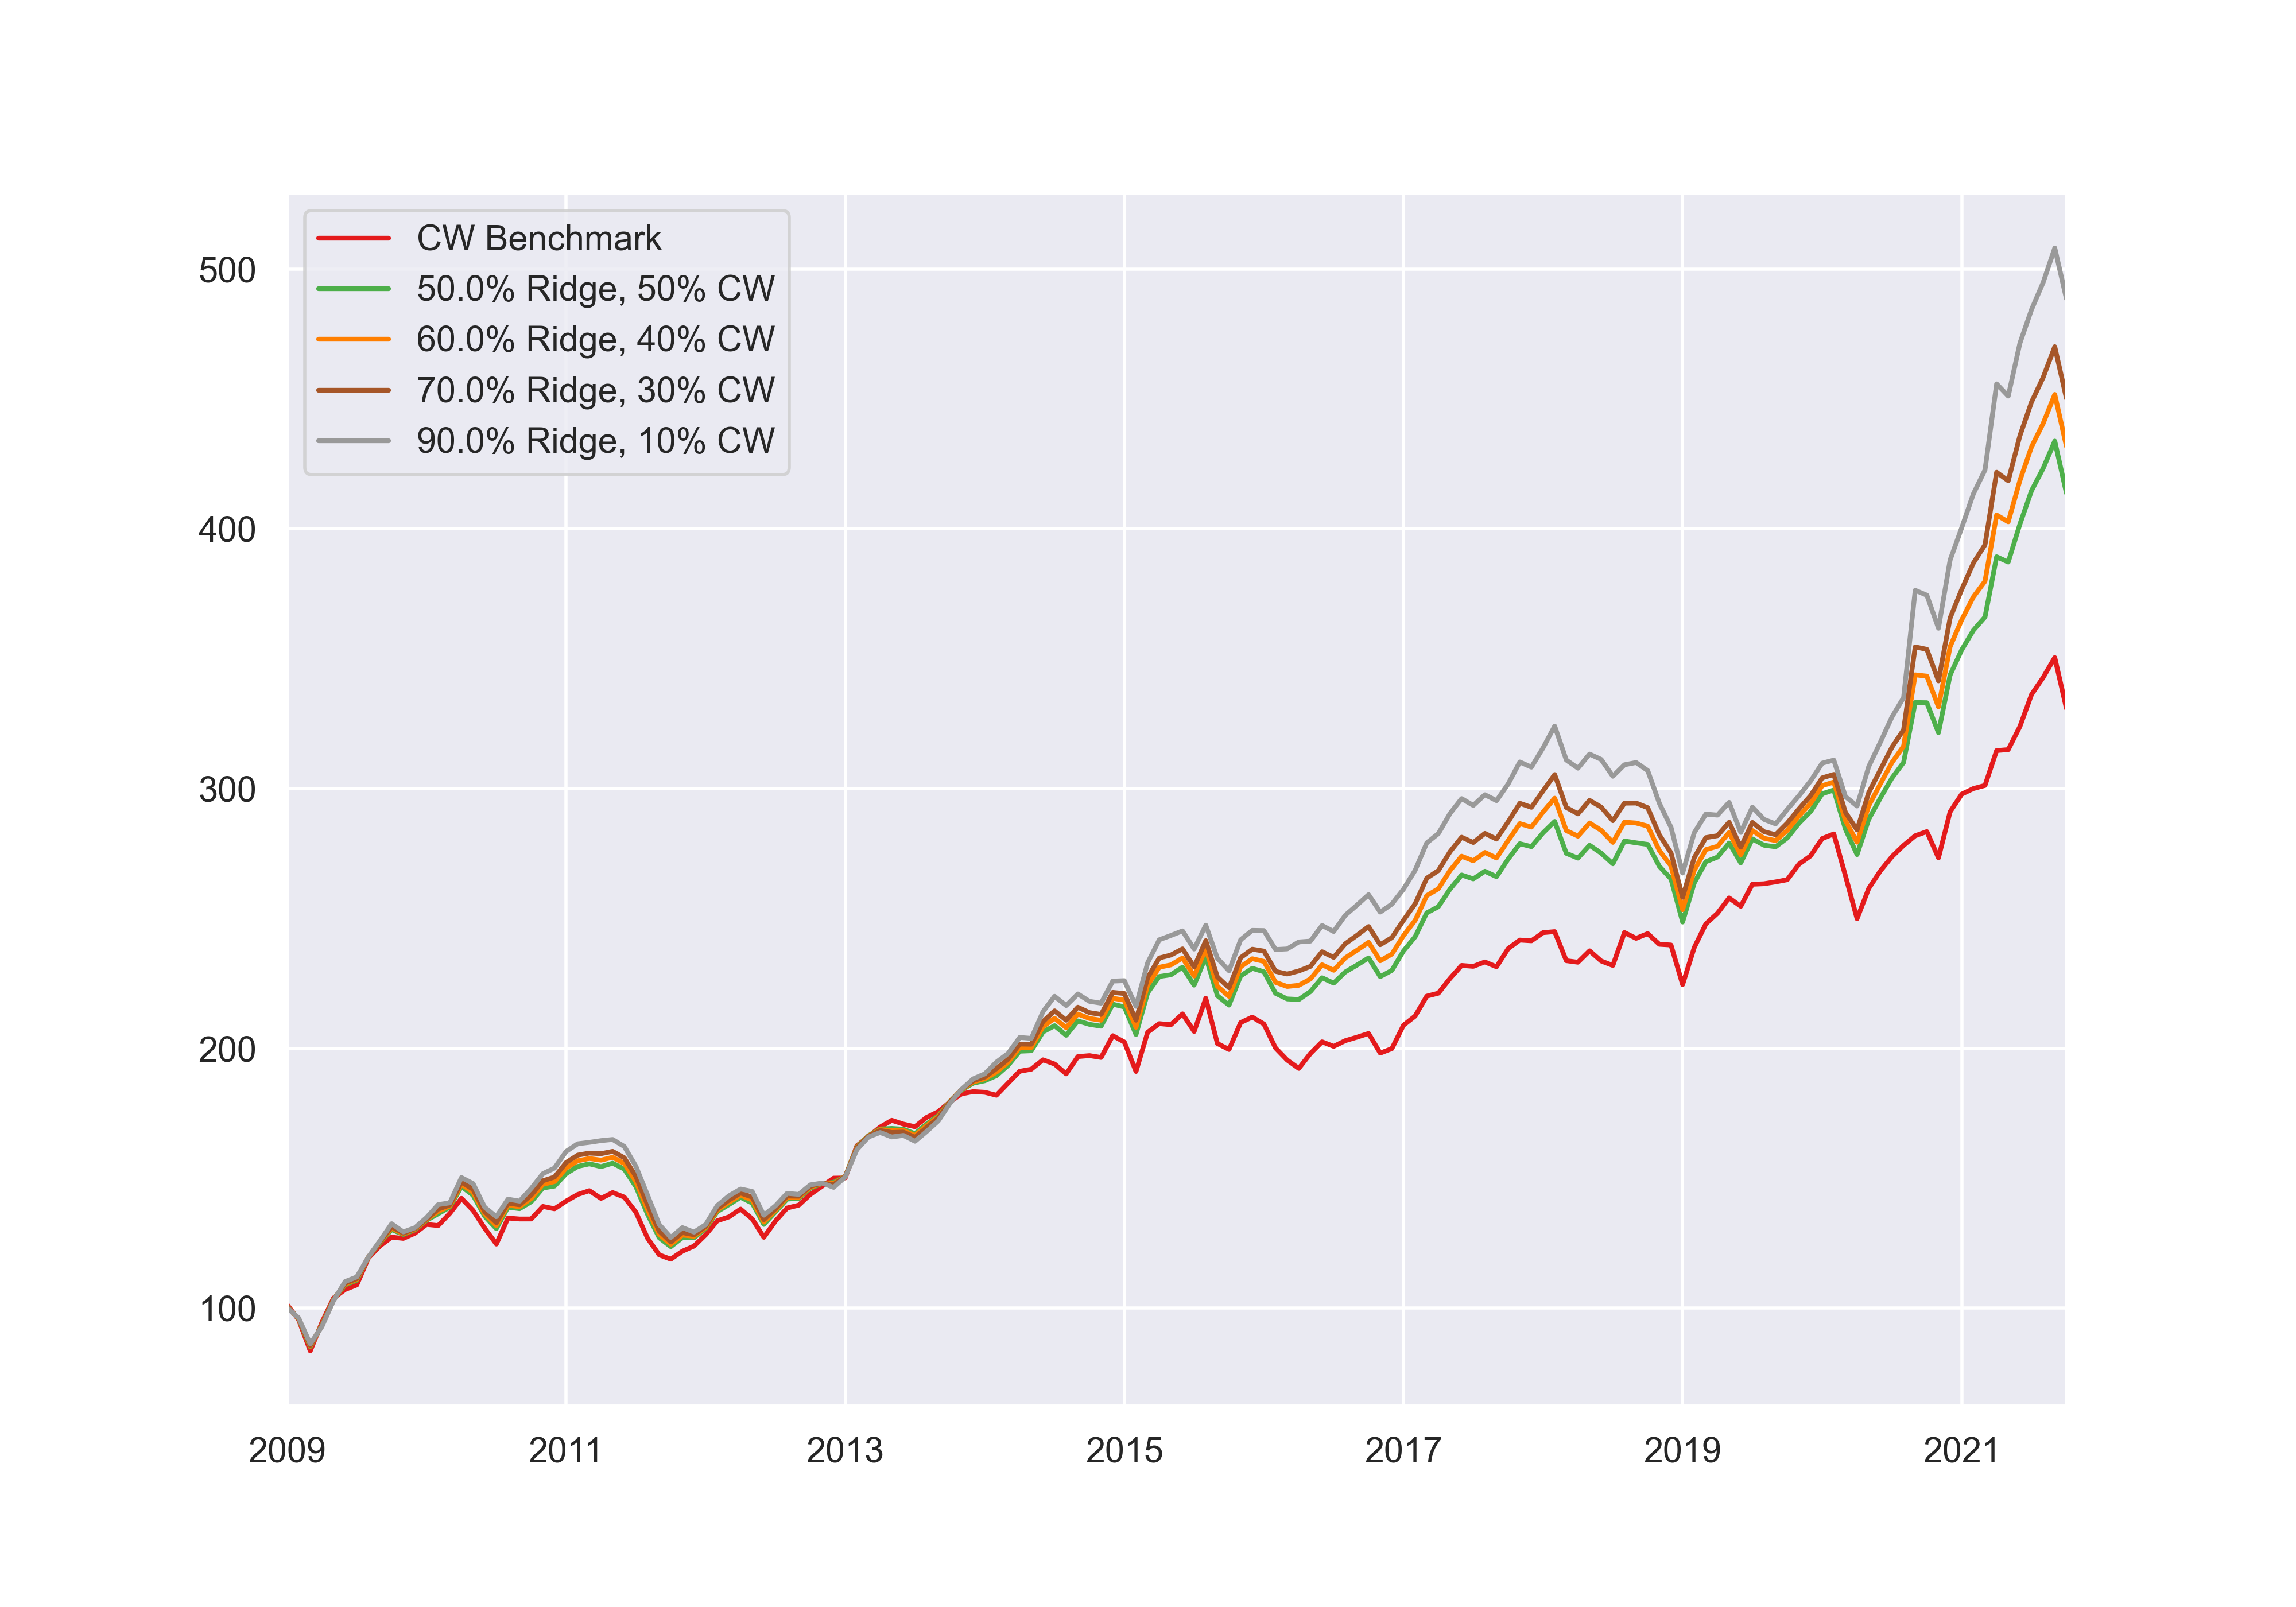 CW Benchmark
50.0% Ridge, 50% CW
60.0% Ridge, 40% CW
70.0% Ridge, 30% CW
90.0% Ridge, 10% CW
500
400
300
200
100
2009 2011 2013 2015 2017 2019 2021